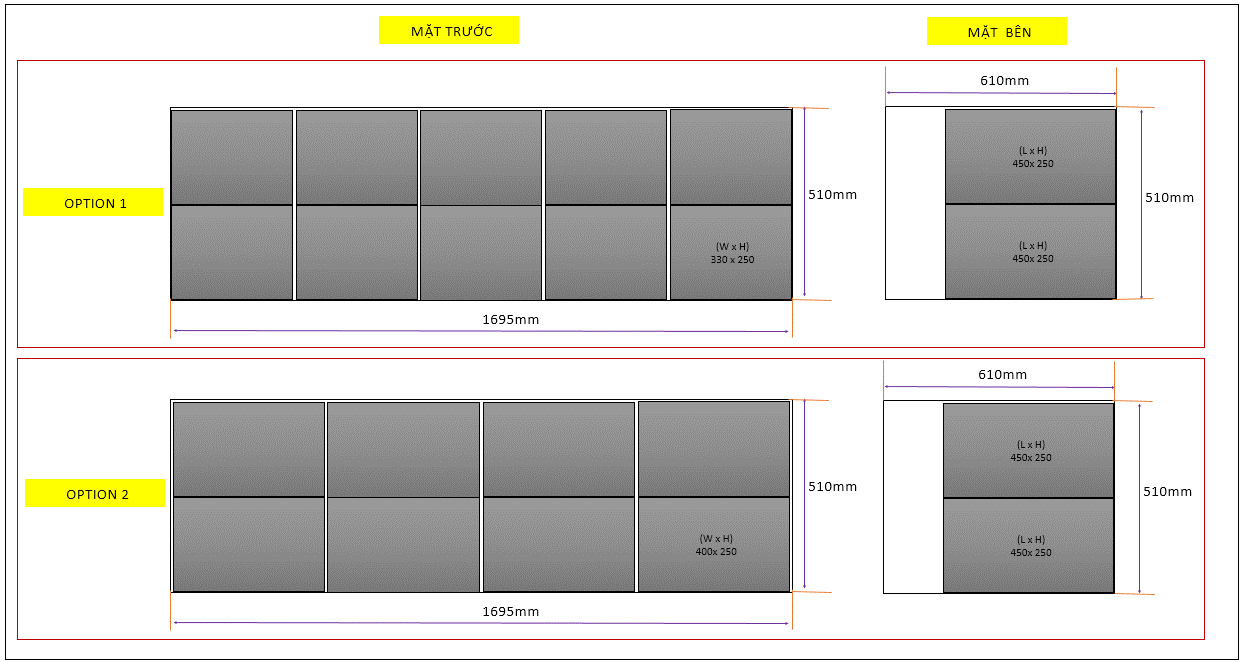 MẶT TRƯỚC
MẶT BÊN
610mm
(L x H)
450x 250
510mm
510mm
OPTION 1
(W x H)
330 x 250
(L x H)
450x 250
1695mm
610mm
(L x H)
450x 250
510mm
510mm
OPTION 2
(W x H)
400x 250
(L x H)
450x 250
1695mm